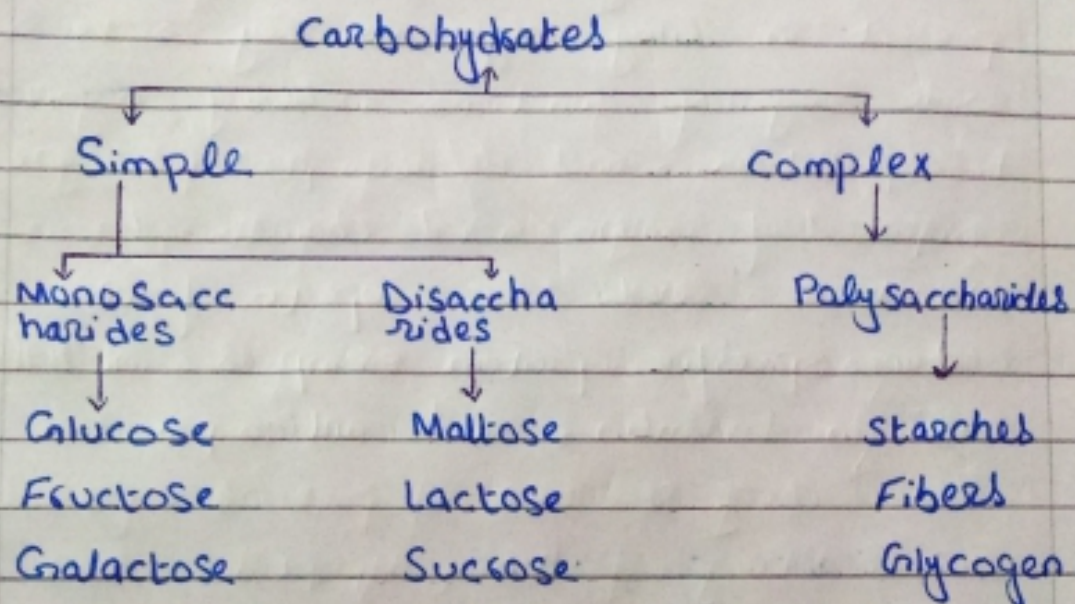 Carbohydrates
Simple Complex
Monosacc Disaccha Polysaccharides
harides rides
Glucose Maltose Starches
Fructose Lactose Fibers
Galactose Sucrose Glycogen